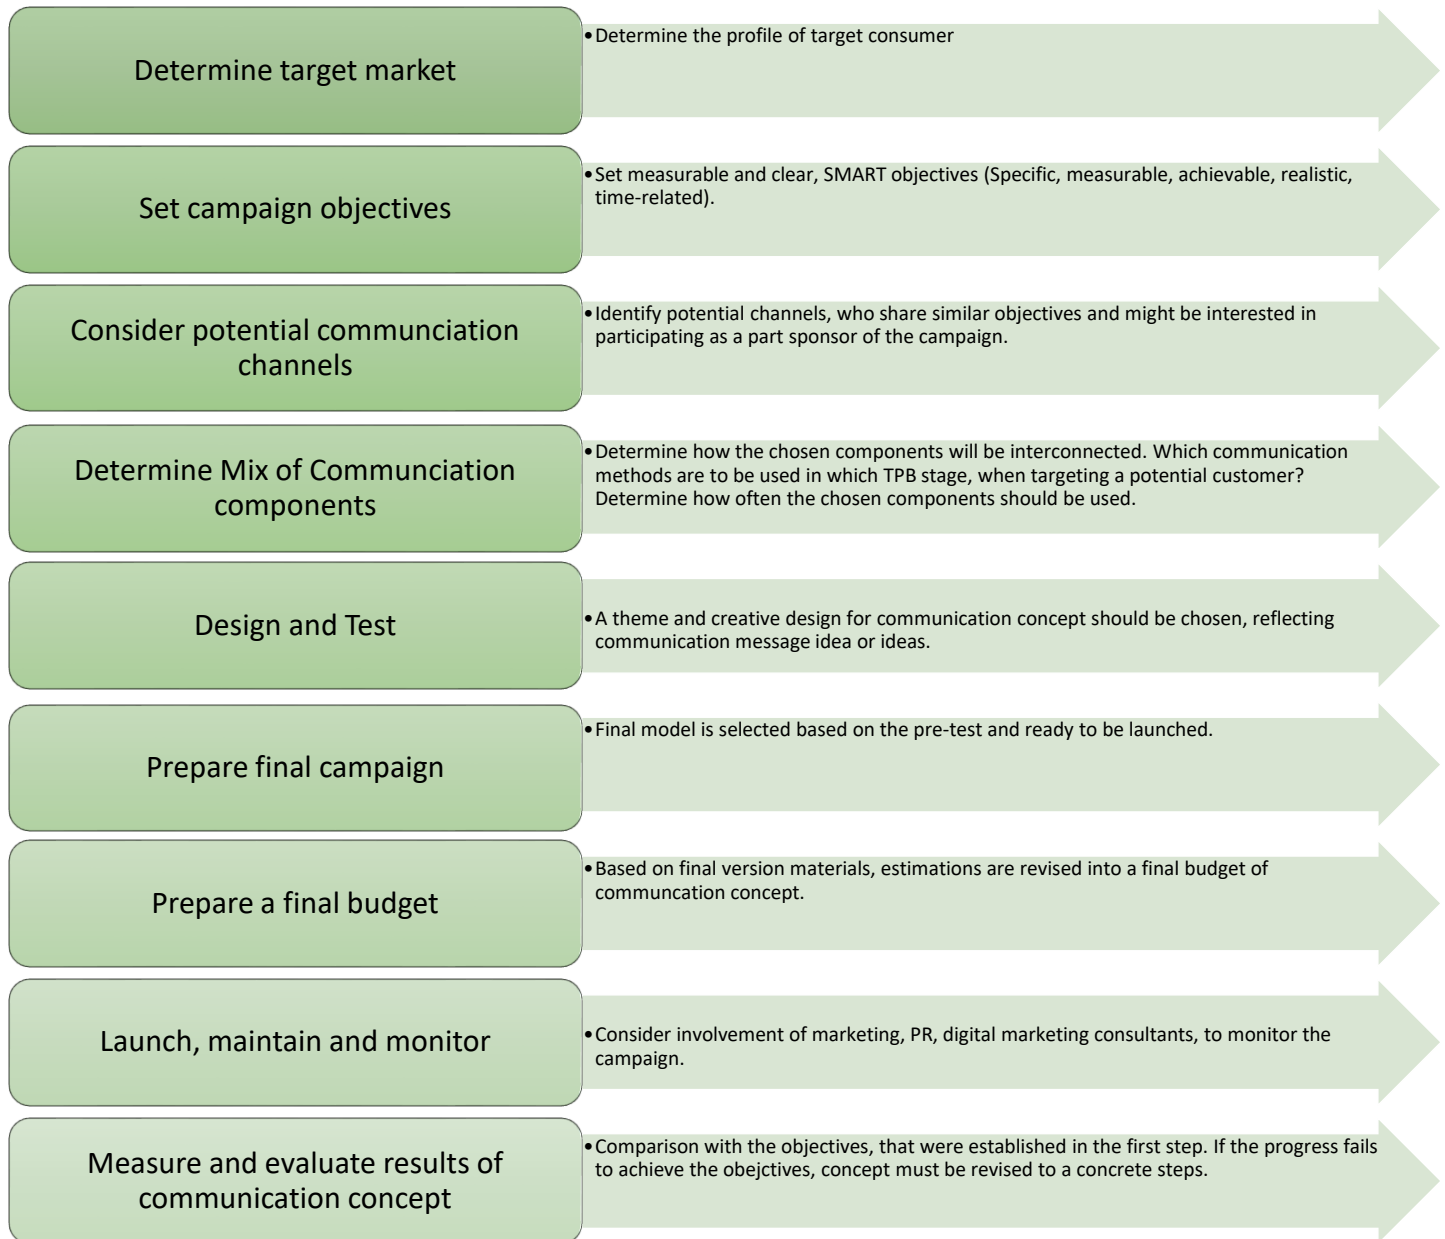 Determine target market
•Determine the profile of target consumer
Set campaign objectives
•Set measurable and clear, SMART objectives (Specific, measurable, achievable, realistic,
time-related).
Consider potential communciation
channels
•Identify potential channels, who share similar objectives and might be interested in
participating as a part sponsor of the campaign.
Determine Mix of Communciation
components
•Determine how the chosen components will be interconnected. Which communication
methods are to be used in which TPB stage, when targeting a potential customer?
Determine how often the chosen components should be used.
Design and Test
•A theme and creative design for communication concept should be chosen, reflecting
communication message idea or ideas.
Prepare final campaign
•Final model is selected based on the pre-test and ready to be launched.
Prepare a final budget
•Based on final version materials, estimations are revised into a final budget of
communcation concept.
Launch, maintain and monitor
•Consider involvement of marketing, PR, digital marketing consultants, to monitor the
campaign.
Measure and evaluate results of
communication concept
•Comparison with the objectives, that were established in the first step. If the progress fails
to achieve the obejctives, concept must be revised to a concrete steps.